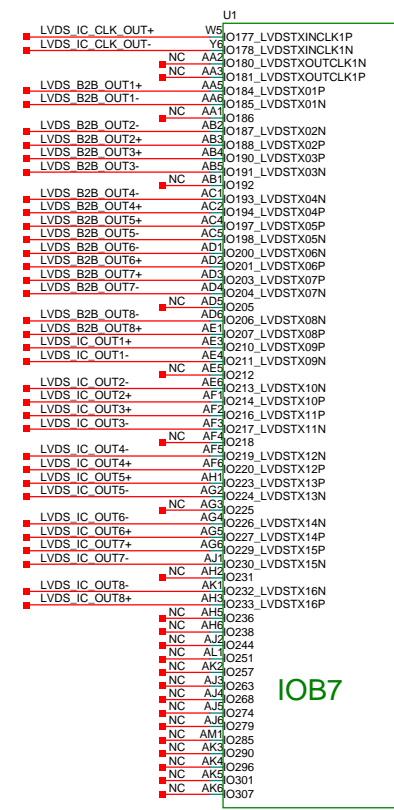 U1
LVDS_IC_CLK_OUT+ W5 IO177_LVDSTXINCLK1P
LVDS_IC_CLK_OUT- Y6 IO178_LVDSTXINCLK1N
NC AA2 IO180_LVDSTXOUTCLK1N
NC AA3 IO181_LVDSTXOUTCLK1P
LVDS_B2B_OUT1+ AA5 IO184_LVDSTX01P
LVDS_B2B_OUT1- AA6 IO185_LVDSTX01N
NC AA1 IO186
LVDS_B2B_OUT2- AB2 IO187_LVDSTX02N
LVDS_B2B_OUT2+ AB3 IO188_LVDSTX02P
LVDS_B2B_OUT3+ AB4 IO190_LVDSTX03P
LVDS_B2B_OUT3- AB5 IO191_LVDSTX03N
NC AB1 IO192
LVDS_B2B_OUT4- AC1 IO193_LVDSTX04N
LVDS_B2B_OUT4+ AC2 IO194_LVDSTX04P
LVDS_B2B_OUT5+ AC4 IO197_LVDSTX05P
LVDS_B2B_OUT5- AC5 IO198_LVDSTX05N
LVDS_B2B_OUT6- AD1 IO200_LVDSTX06N
LVDS_B2B_OUT6+ AD2 IO201_LVDSTX06P
LVDS_B2B_OUT7+ AD3 IO203_LVDSTX07P
LVDS_B2B_OUT7- AD4 IO204_LVDSTX07N
NC AD5 IO205
LVDS_B2B_OUT8- AD6 IO206_LVDSTX08N
LVDS_B2B_OUT8+ AE1 IO207_LVDSTX08P
LVDS_IC_OUT1+ AE3 IO210_LVDSTX09P
LVDS_IC_OUT1- AE4 IO211_LVDSTX09N
NC AE5 IO212
LVDS_IC_OUT2- AE6 IO213_LVDSTX10N
LVDS_IC_OUT2+ AF1 IO214_LVDSTX10P
LVDS_IC_OUT3+ AF2 IO216_LVDSTX11P
LVDS_IC_OUT3- AF3 IO217_LVDSTX11N
NC AF4 IO218
LVDS_IC_OUT4- AF5 IO219_LVDSTX12N
LVDS_IC_OUT4+ AF6 IO220_LVDSTX12P
LVDS_IC_OUT5+ AH1 IO223_LVDSTX13P
LVDS_IC_OUT5- AG2 IO224_LVDSTX13N
NC AG3 IO225
LVDS_IC_OUT6- AG4 IO226_LVDSTX14N
LVDS_IC_OUT6+ AG5 IO227_LVDSTX14P
LVDS_IC_OUT7+ AG6 IO229_LVDSTX15P
LVDS_IC_OUT7- AJ1 IO230_LVDSTX15N
NC AH2 IO231
LVDS_IC_OUT8- AK1 IO232_LVDSTX16N
LVDS_IC_OUT8+ AH3 IO233_LVDSTX16P
NC AH5 IO236
NC AH6 IO238
NC AJ2 IO244
NC AL1 IO251
NC AK2 IO257
NC AJ3 IO263
NC AJ4 IO268
NC AJ5 IO274
NC AJ6 IO279
NC AM1 IO285
NC AK3 IO290
NC AK4 IO296
NC AK5 IO301
NC AK6 IO307
IOB7